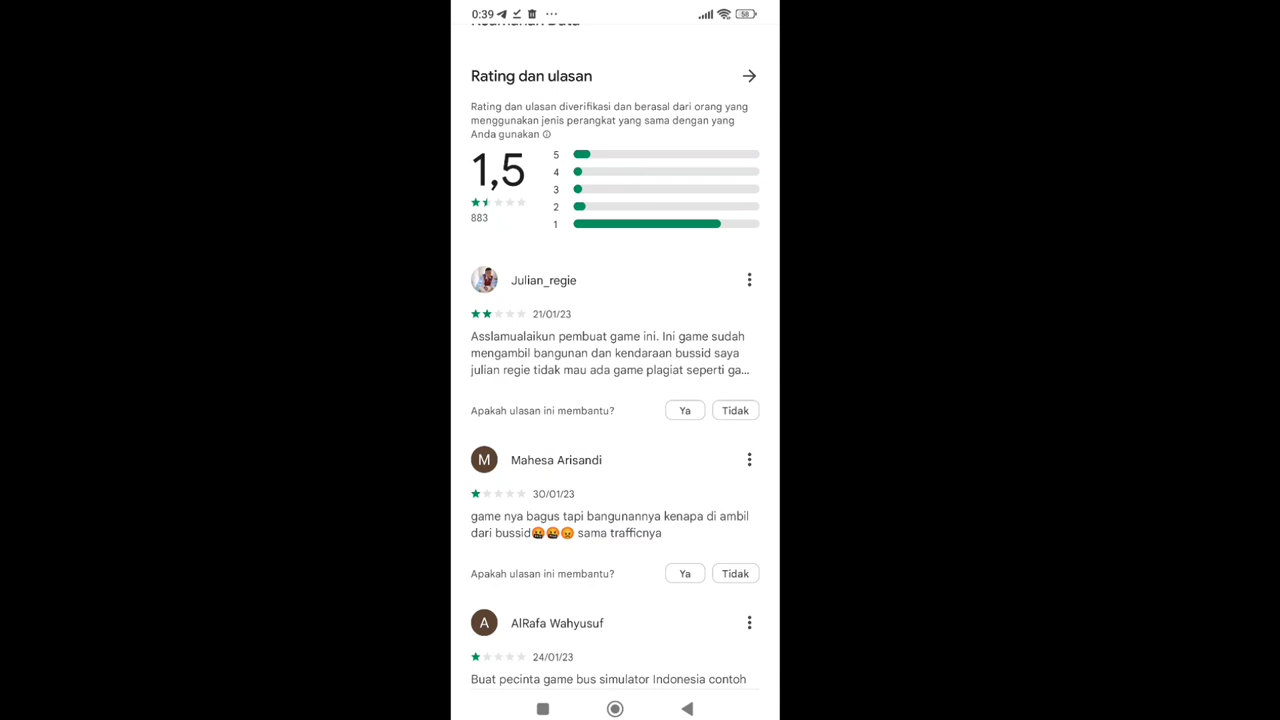 0:39
58
Keamanan Data
Rating dan ulasan
Rating dan ulasan diverifikasi dan berasal dari orang yang
menggunakan jenis perangkat yang sama dengan yang
Anda gunakan
1,5
883
5
4
3
2
1
Julian_regie
21/01/23
Asslamualaikun pembuat game ini. Ini game sudah
mengambil bangunan dan kendaraan bussid saya
julian regie tidak mau ada game plagiat seperti ga...
Apakah ulasan ini membantu?
Ya
Tidak
M
Mahesa Arisandi
30/01/23
game nya bagus tapi bangunannya kenapa di ambil
dari bussid🤬🤬😡 sama trafficnya
Apakah ulasan ini membantu?
Ya
Tidak
A
AlRafa Wahyusuf
24/01/23
Buat pecinta game bus simulator Indonesia contoh